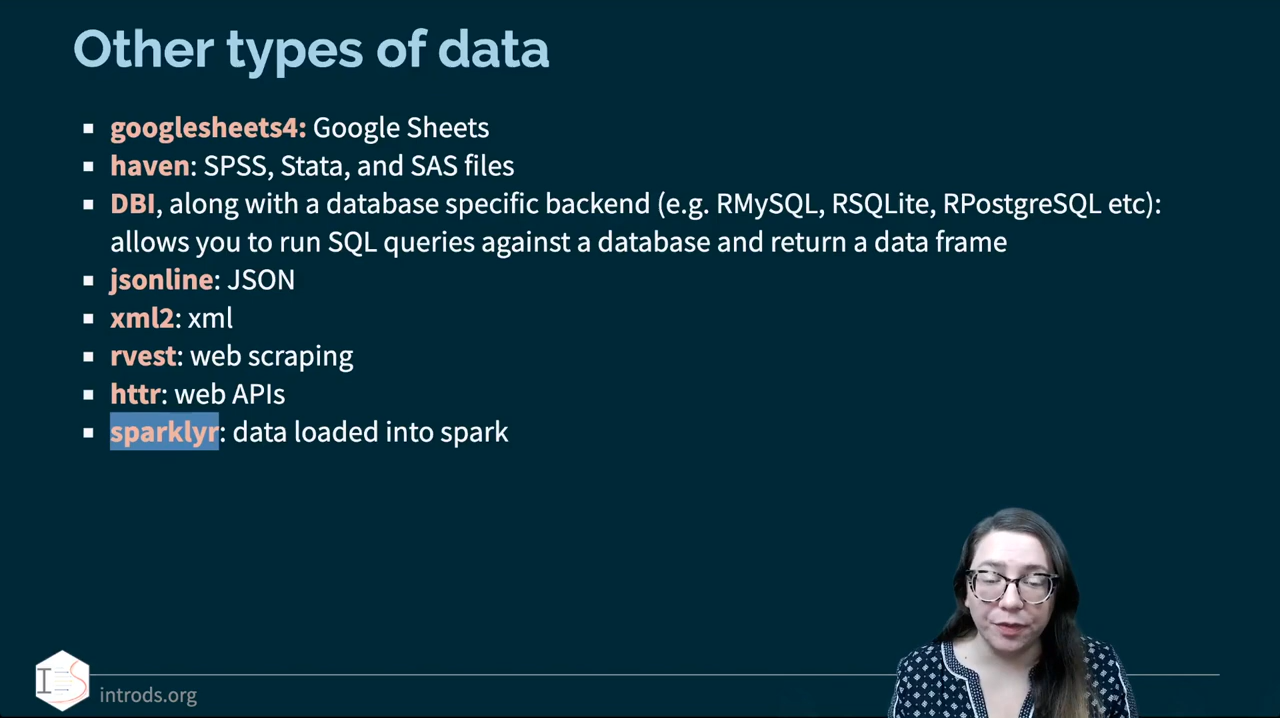 Other types of data
googlesheets4: Google Sheets
haven: SPSS, Stata, and SAS files
DBI, along with a database specific backend (e.g. RMySQL, RSQLite, RPostgreSQL etc):
allows you to run SQL queries against a database and return a data frame
jsonline: JSON
xml2: xml
rvest: web scraping
httr: web APIs
sparklyr: data loaded into spark
IDS
introds.org